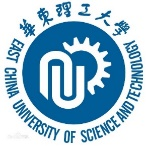 華東理工大學
EAST CHINA UNIVERSITY OF SCIENCE AND TECHNOLOGY